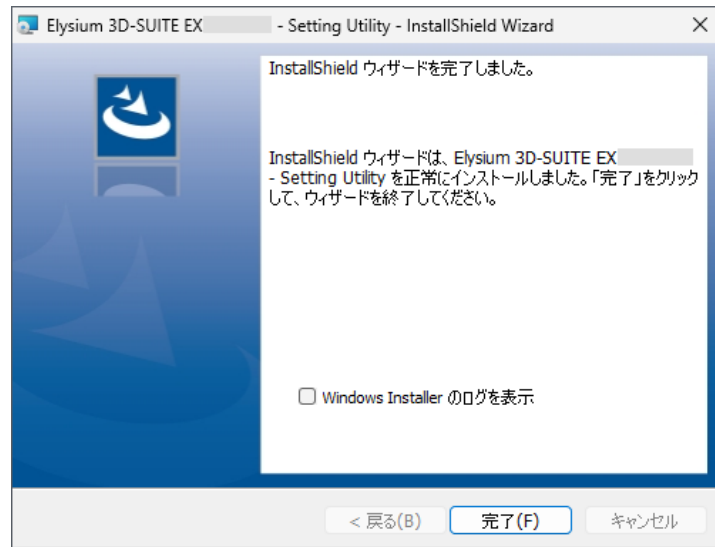 Elysium 3D-SUITE EX - Setting Utility - InstallShield Wizard
InstallShield ウィザードを完了しました。
InstallShield ウィザードは、Elysium 3D-SUITE EX
- Setting Utility を正常にインストールしました。「完了」をクリック
して、ウィザードを終了してください。
Windows Installer のログを表示
< 戻る(B)
完了(F)
キャンセル